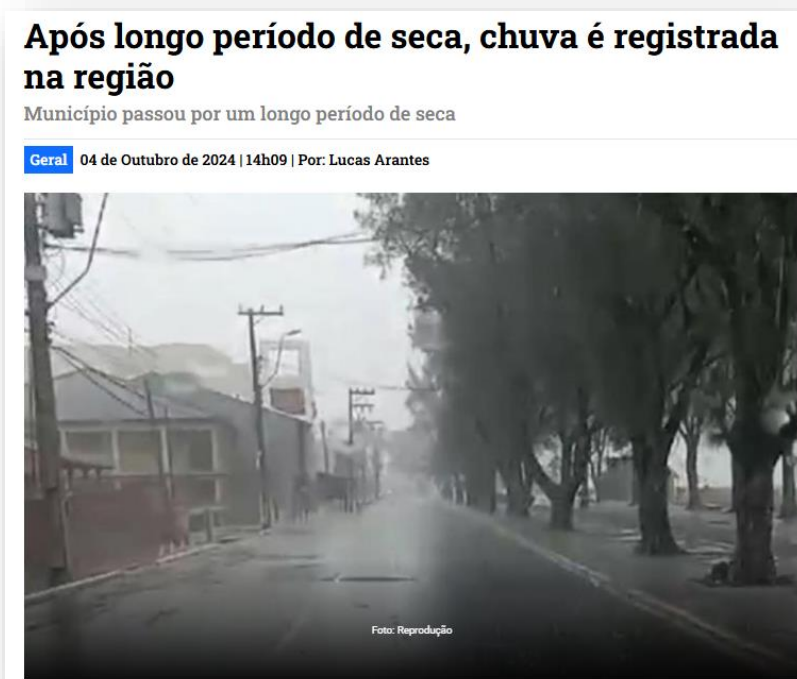 Após longo período de seca, chuva é registrada
na região
Município passou por um longo período de seca
Geral 04 de Outubro de 2024 | 14h09 | Por: Lucas Arantes
Foto: Reprodução